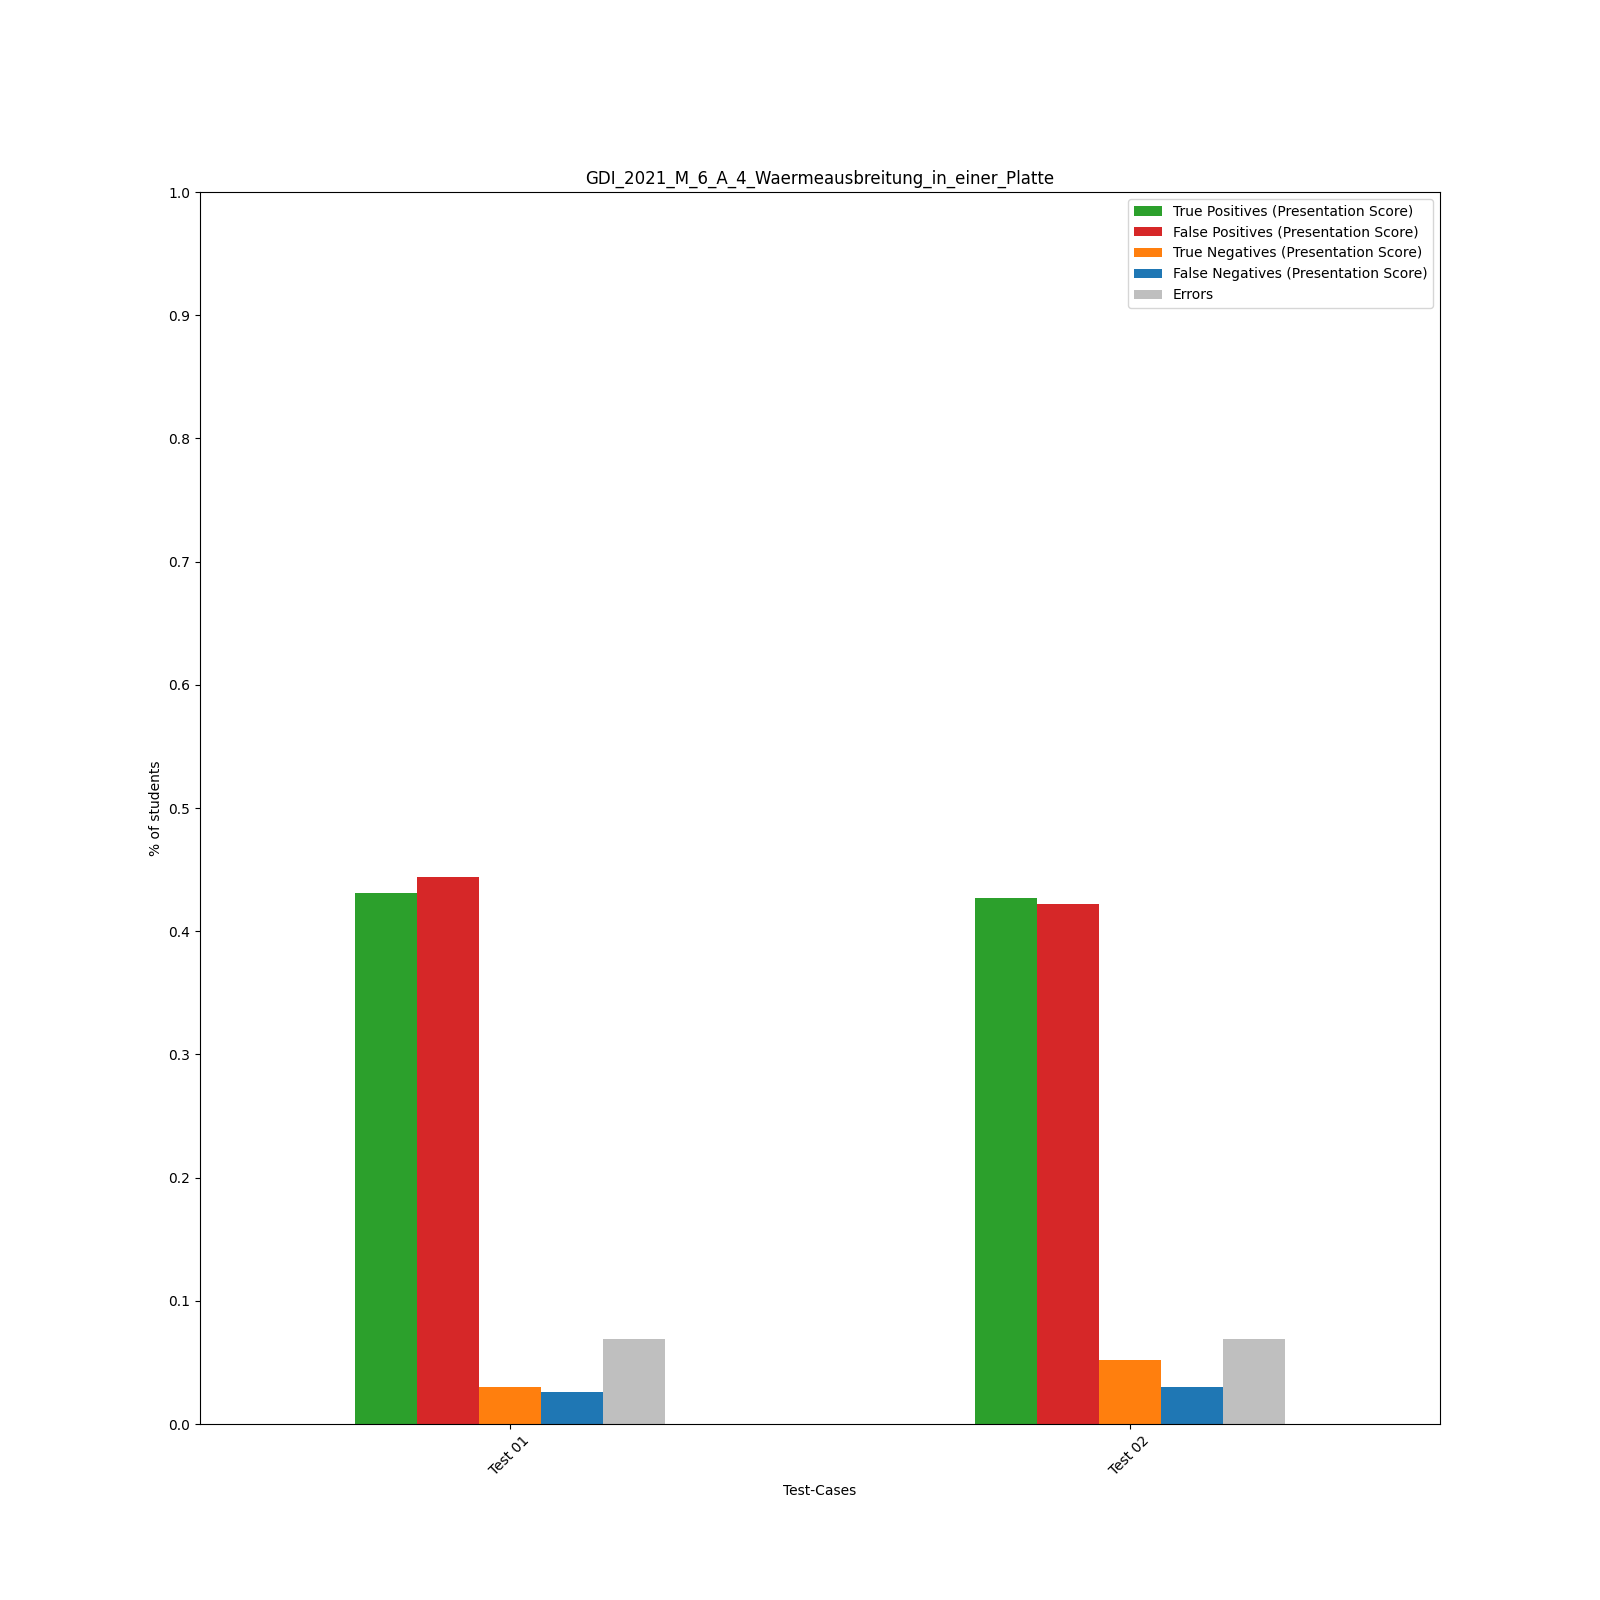 GDI_2021_M_6_A_4_Waermeausbreitung_in_einer_Platte
1.0
0.9
0.8
0.7
0.6
0.5
0.4
0.3
0.2
0.1
0.0
% of students
True Positives (Presentation Score)
False Positives (Presentation Score)
True Negatives (Presentation Score)
False Negatives (Presentation Score)
Errors
Test 01
Test 02
Test-Cases